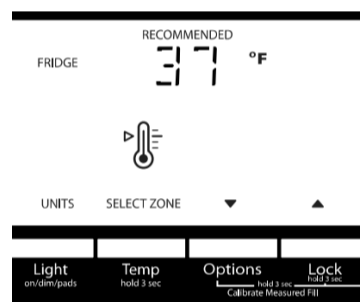 RECOMMENDED
FRIDGE 37 °F
UNITS SELECT ZONE
Light Temp Options Lock
on/dim/pads hold 3 sec hold 3 sec hold 3 sec
Calibrate Measured Fill